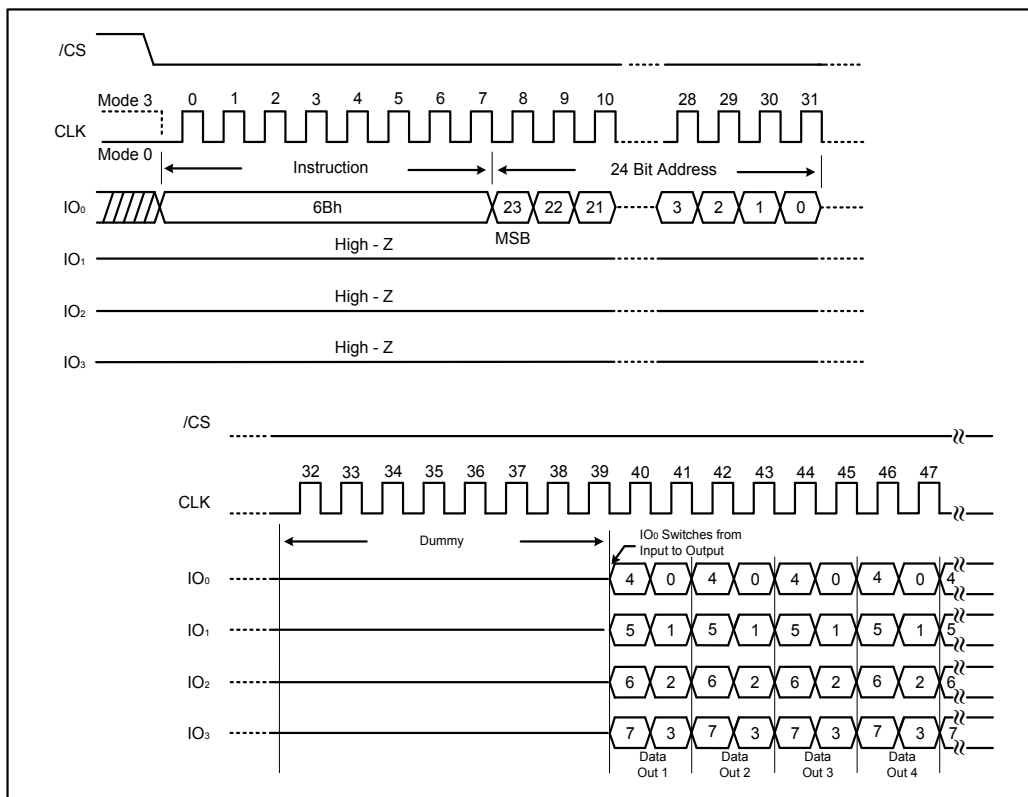 /CS
Mode 3
0 1 2 3 4 5 6 7 8 9 10 28 29 30 31
CLK
Mode 0
Instruction
24 Bit Address
IO₀
6Bh
23 22 21 3 2 1 0
MSB
High - Z
IO₁
High - Z
IO₂
High - Z
IO₃
/CS
32 33 34 35 36 37 38 39 40 41 42 43 44 45 46 47
CLK
Dummy
IO₀ Switches from
Input to Output
IO₀
4 0 4 0 4 0 4 0 4
IO₁
5 1 5 1 5 1 5 1 5
IO₂
6 2 6 2 6 2 6 2 6
IO₃
7 3 7 3 7 3 7 3 7
Data Data Data Data
Out 1 Out 2 Out 3 Out 4